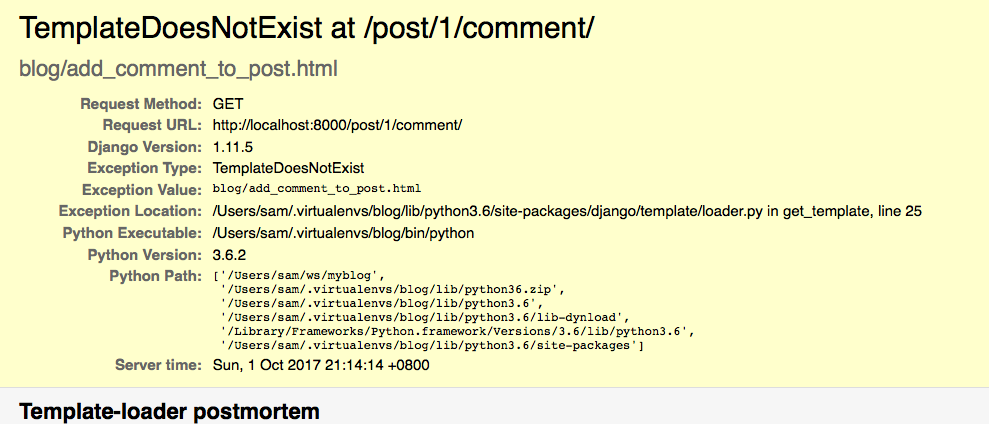 TemplateDoesNotExist at /post/1/comment/
blog/add_comment_to_post.html
Request Method: GET
Request URL: http://localhost:8000/post/1/comment/
Django Version: 1.11.5
Exception Type: TemplateDoesNotExist
Exception Value: blog/add_comment_to_post.html
Exception Location: /Users/sam/.virtualenvs/blog/lib/python3.6/site-packages/django/template/loader.py in get_template, line 25
Python Executable: /Users/sam/.virtualenvs/blog/bin/python
Python Version: 3.6.2
Python Path: ['/Users/sam/ws/myblog',
'/Users/sam/.virtualenvs/blog/lib/python36.zip',
'/Users/sam/.virtualenvs/blog/lib/python3.6',
'/Users/sam/.virtualenvs/blog/lib/python3.6/lib-dynload',
'/Library/Frameworks/Python.framework/Versions/3.6/lib/python3.6',
'/Users/sam/.virtualenvs/blog/lib/python3.6/site-packages']
Server time: Sun, 1 Oct 2017 21:14:14 +0800
Template-loader postmortem